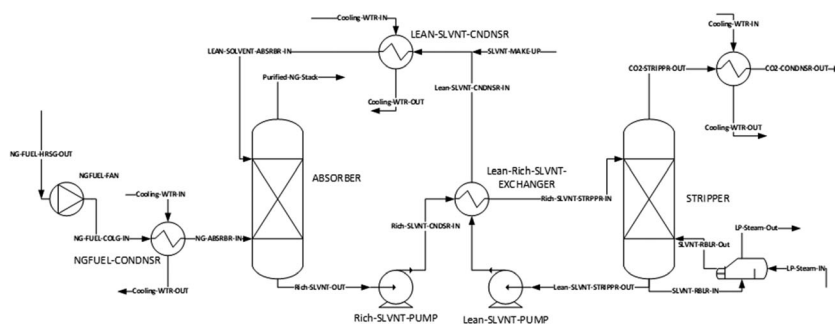 Cooling-WTR-IN
LEAN-SLVNT-CNDNSR
LEAN-SOLVENT-ABSRBR-IN
SLVNT-MAKE-UP
Purified-NG-Stack
Cooling-WTR-OUT
Lean-SLVNT-CNDNSR-IN
Cooling-WTR-IN
CO2-STRIPPR-OUT
CO2-CONDNSR-OUT
Cooling-WTR-OUT
NG-FUEL-HRSG-OUT
NGFUEL-FAN
ABSORBER
Lean-Rich-SLVNT-
EXCHANGER
Cooling-WTR-IN
Rich-SLVNT-STRPPR-IN
STRIPPER
NG-FUEL-COLG-IN
NG-ABSRBR-IN
Rich-SLVNT-CNDSR-IN
LP-Steam-Out
SLVNT-RBLR-Out
NGFUEL-CONDNSR
LP-Steam-IN
Cooling-WTR-OUT
Rich-SLVNT-OUT
Lean-SLVNT-STRIPPR-OUT
SLVNT-RBLR-IN
Rich-SLVNT-PUMP
Lean-SLVNT-PUMP